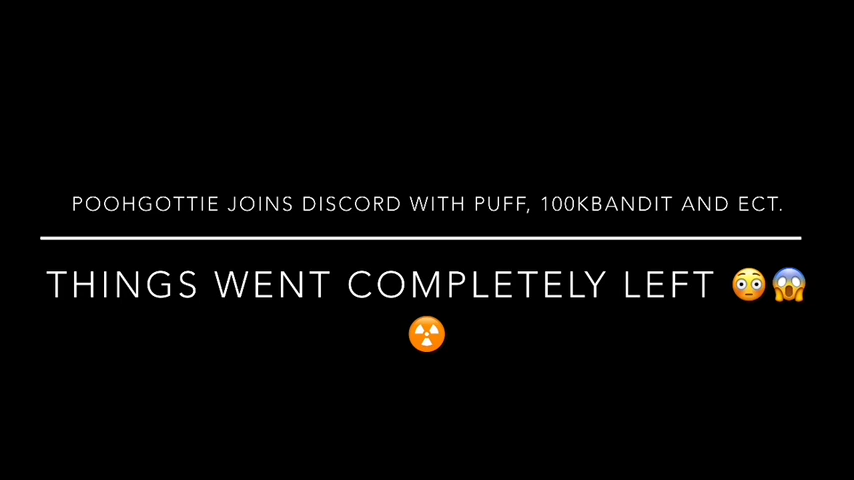 POOHGOTTIE JOINS DISCORD WITH PUFF, 100KBANDIT AND ECT.
THINGS WENT COMPLETELY LEFT 😳😱
☢️